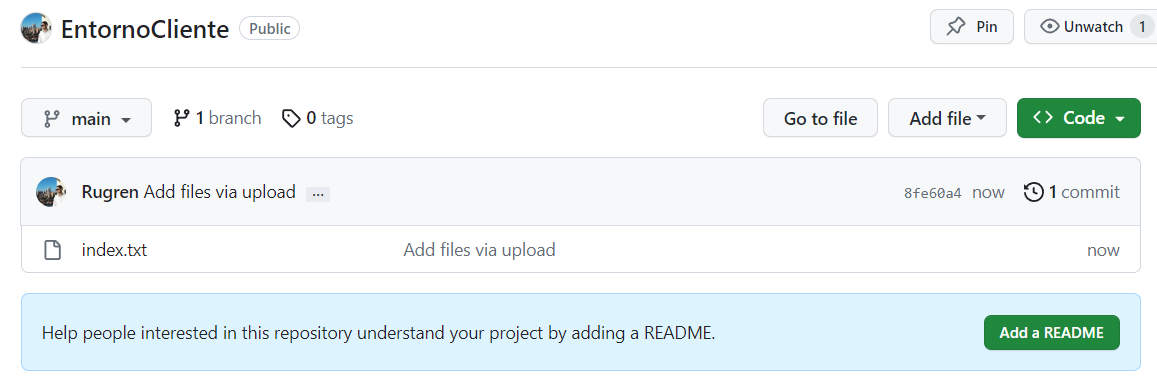 EntornoCliente Public Pin Unwatch 1
main 1 branch 0 tags Go to file Add file Code
Rugren Add files via upload ... 8fe60a4 now 1 commit
index.txt Add files via upload now
Help people interested in this repository understand your project by adding a README. Add a README